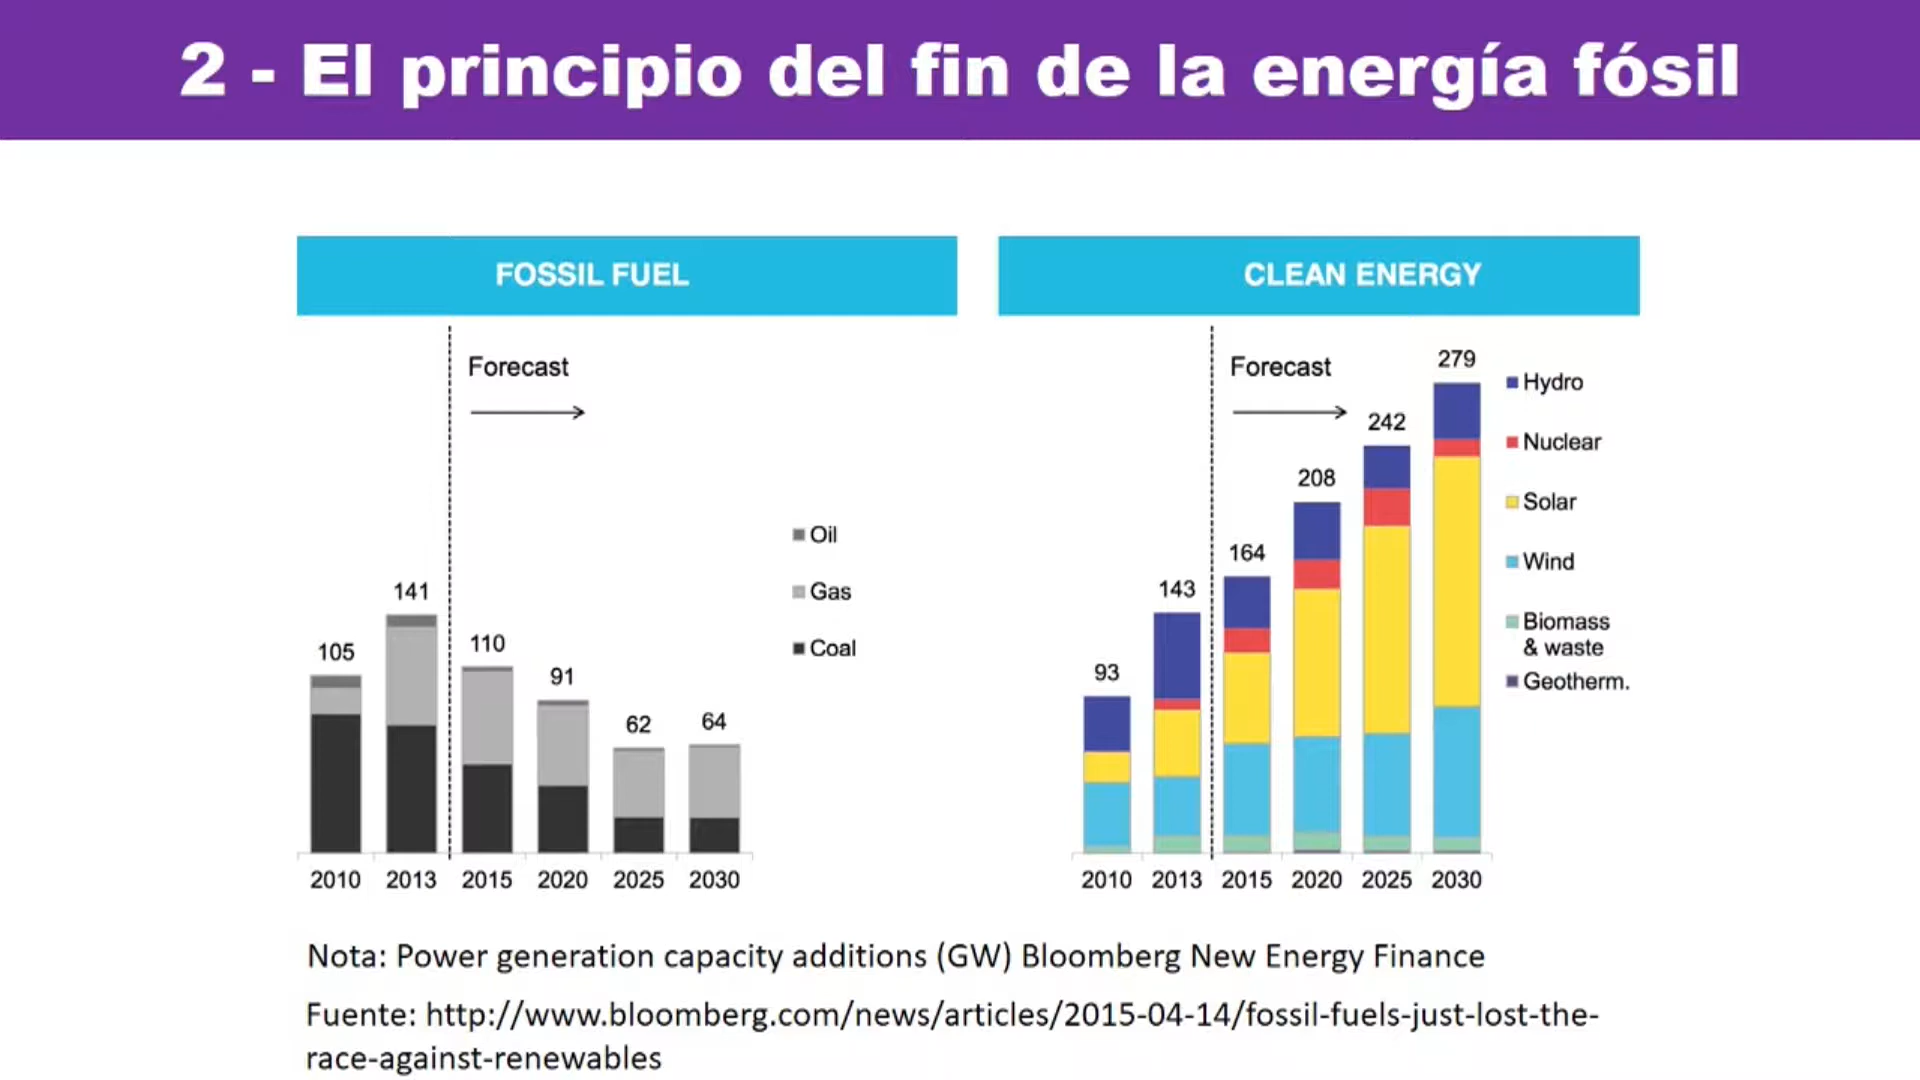 2 - El principio del fin de la energía fósil
FOSSIL FUEL
Forecast
105
141
110
91
62
64
Oil
Gas
Coal
2010 2013 2015 2020 2025 2030
CLEAN ENERGY
Forecast
93
143
164
208
242
279
Hydro
Nuclear
Solar
Wind
Biomass
& waste
Geotherm.
2010 2013 2015 2020 2025 2030
Nota: Power generation capacity additions (GW) Bloomberg New Energy Finance
Fuente: http://www.bloomberg.com/news/articles/2015-04-14/fossil-fuels-just-lost-the-
race-against-renewables